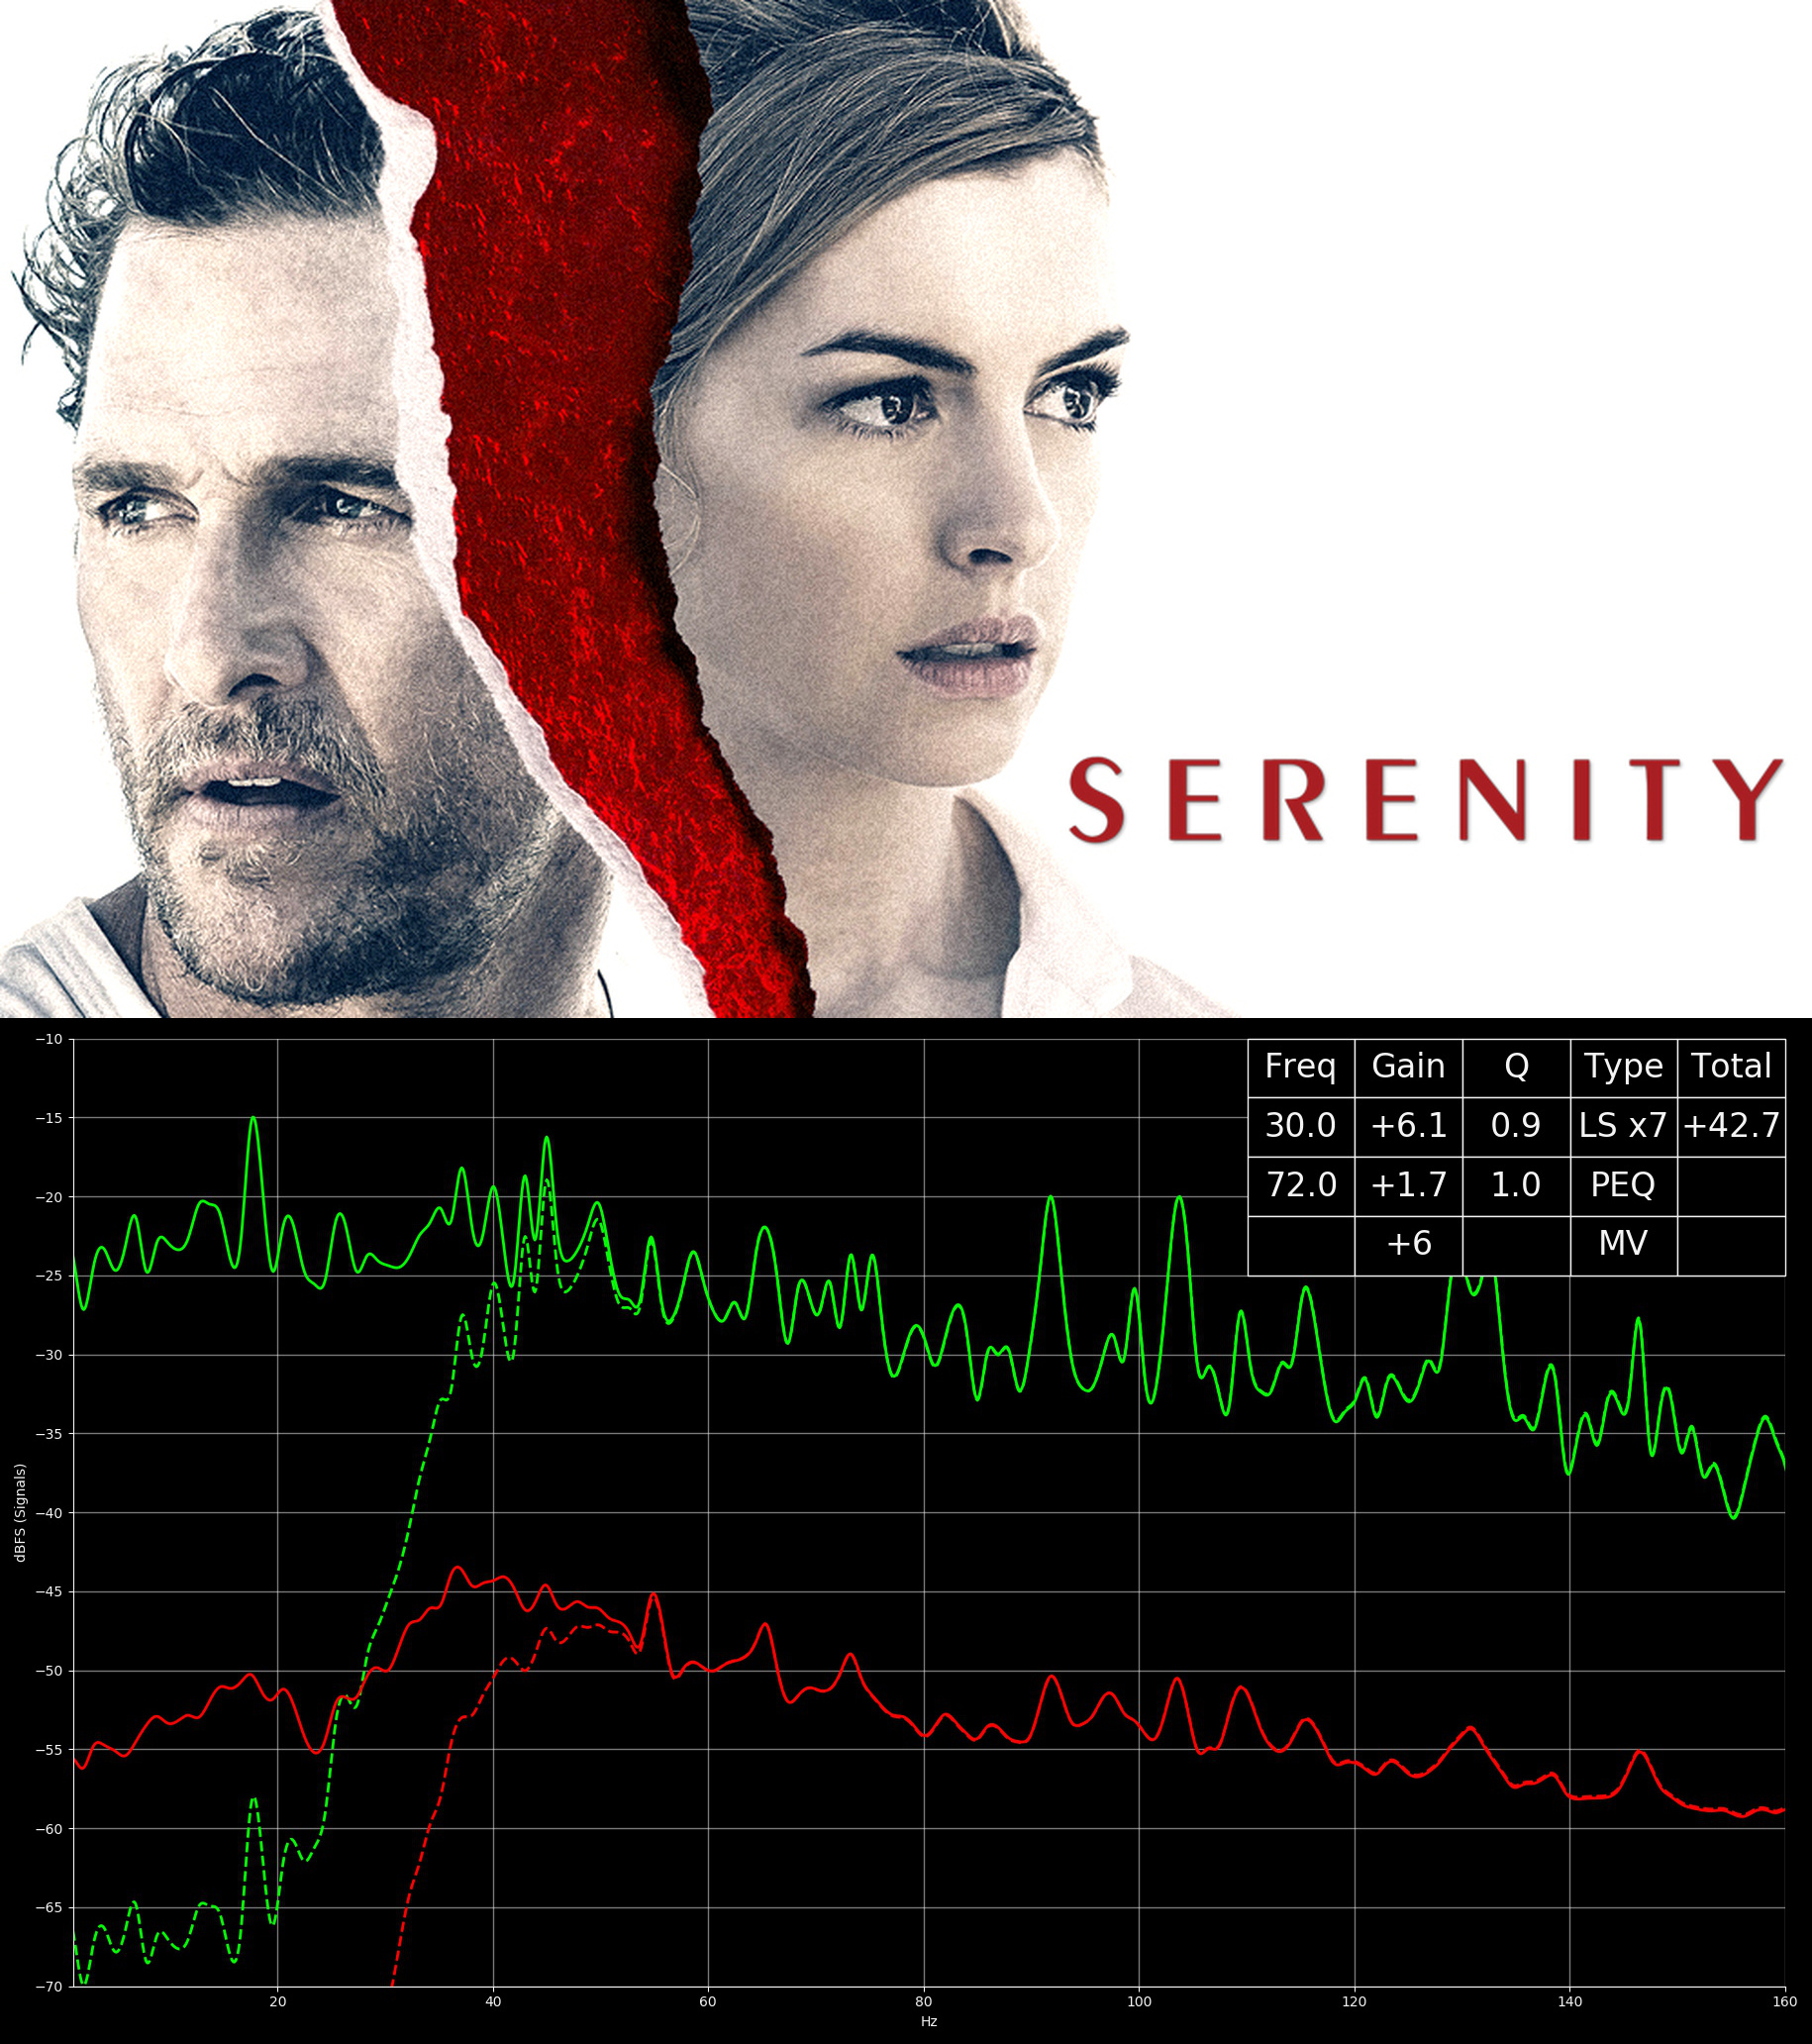 SERENITY
Freq Gain Q Type Total
30.0 +6.1 0.9 LS x7 +42.7
72.0 +1.7 1.0 PEQ
+6 MV
−10
−15
−20
−25
−30
−35
−40
−45
−50
−55
−60
−65
−70
dBFS (Signals)
20 40 60 80 100 120 140 160
Hz